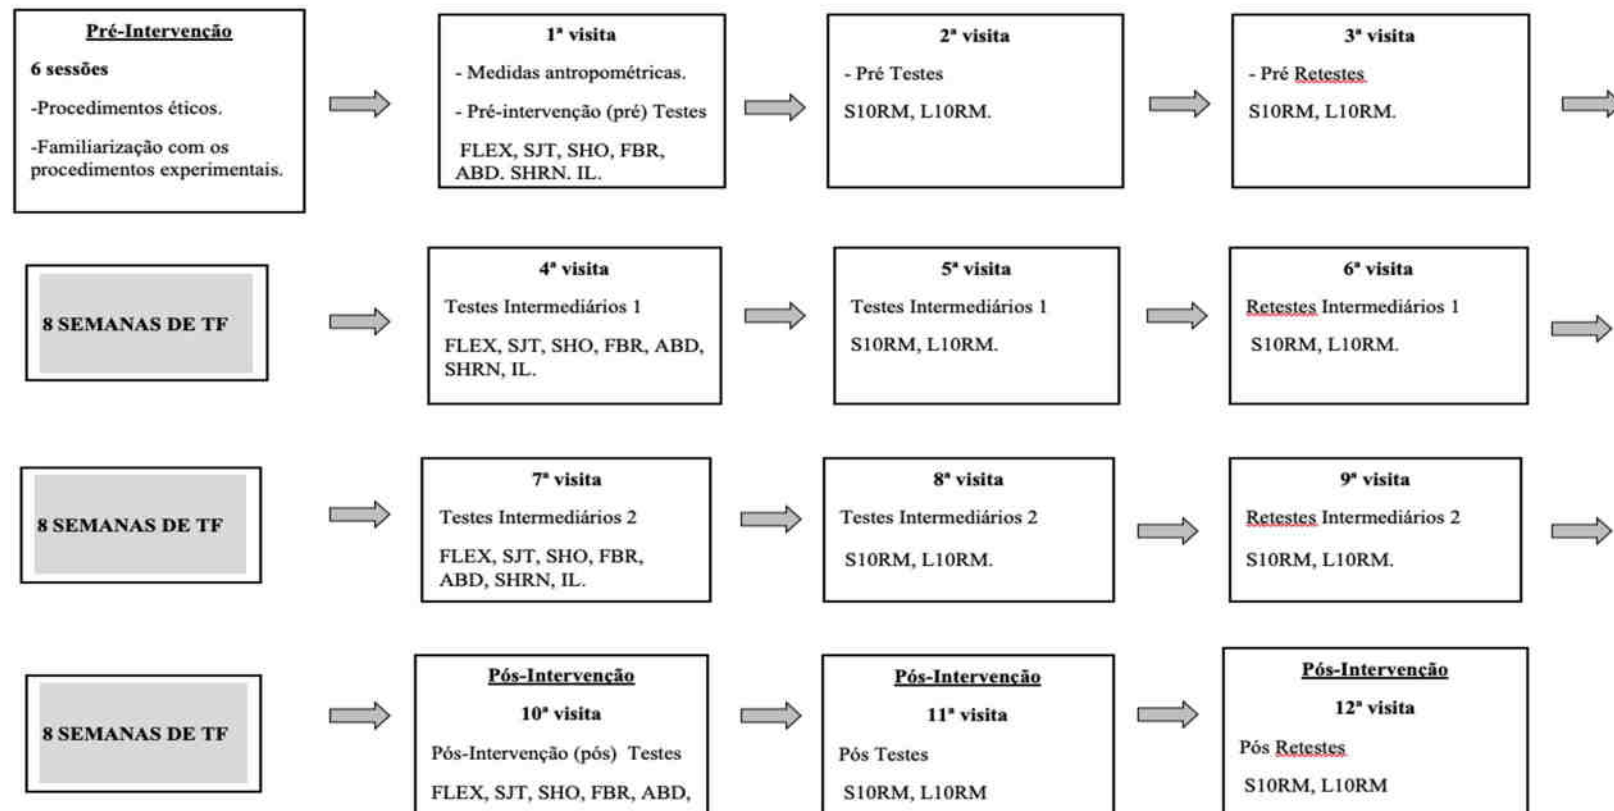 Pré-Intervenção
6 sessões
-Procedimentos éticos.
-Familiarização com os
procedimentos experimentais.
1ª visita
- Medidas antropométricas.
- Pré-intervenção (pré) Testes
FLEX, SJT, SHO, FBR,
ABD. SHRN. IL.
2ª visita
- Pré Testes
S10RM, L10RM.
3ª visita
- Pré Retestes
S10RM, L10RM.
8 SEMANAS DE TF
4ª visita
Testes Intermediários 1
FLEX, SJT, SHO, FBR, ABD,
SHRN, IL.
5ª visita
Testes Intermediários 1
S10RM, L10RM.
6ª visita
Retestes Intermediários 1
S10RM, L10RM.
8 SEMANAS DE TF
7ª visita
Testes Intermediários 2
FLEX, SJT, SHO, FBR,
ABD, SHRN, IL.
8ª visita
Testes Intermediários 2
S10RM, L10RM.
9ª visita
Retestes Intermediários 2
S10RM, L10RM.
8 SEMANAS DE TF
Pós-Intervenção
10ª visita
Pós-Intervenção (pós) Testes
FLEX, SJT, SHO, FBR, ABD,
Pós-Intervenção
11ª visita
Pós Testes
S10RM, L10RM
Pós-Intervenção
12ª visita
Pós Retestes
S10RM, L10RM